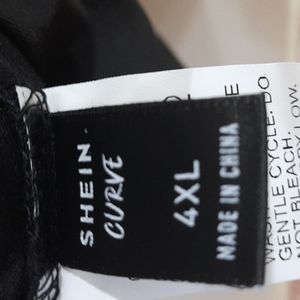 SHEIN
CURVE
4XL
MADE IN CHINA
GENTLE CYCLE. DO
NOT BLEACH.